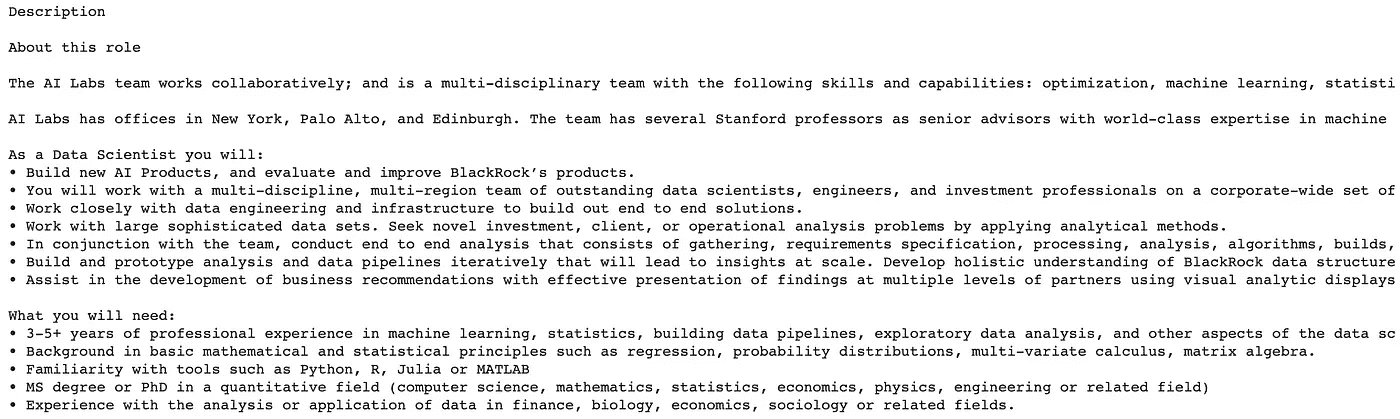 Description
About this role
The AI Labs team works collaboratively; and is a multi-disciplinary team with the following skills and capabilities: optimization, machine learning, statisti
AI Labs has offices in New York, Palo Alto, and Edinburgh. The team has several Stanford professors as senior advisors with world-class expertise in machine
As a Data Scientist you will:
• Build new AI Products, and evaluate and improve BlackRock’s products.
• You will work with a multi-discipline, multi-region team of outstanding data scientists, engineers, and investment professionals on a corporate-wide set of
• Work closely with data engineering and infrastructure to build out end to end solutions.
• Work with large sophisticated data sets. Seek novel investment, client, or operational analysis problems by applying analytical methods.
• In conjunction with the team, conduct end to end analysis that consists of gathering, requirements specification, processing, analysis, algorithms, builds,
• Build and prototype analysis and data pipelines iteratively that will lead to insights at scale. Develop holistic understanding of BlackRock data structure
• Assist in the development of business recommendations with effective presentation of findings at multiple levels of partners using visual analytic displays
What you will need:
• 3-5+ years of professional experience in machine learning, statistics, building data pipelines, exploratory data analysis, and other aspects of the data sc
• Background in basic mathematical and statistical principles such as regression, probability distributions, multi-variate calculus, matrix algebra.
• Familiarity with tools such as Python, R, Julia or MATLAB
• MS degree or PhD in a quantitative field (computer science, mathematics, statistics, economics, physics, engineering or related field)
• Experience with the analysis or application of data in finance, biology, economics, sociology or related fields.